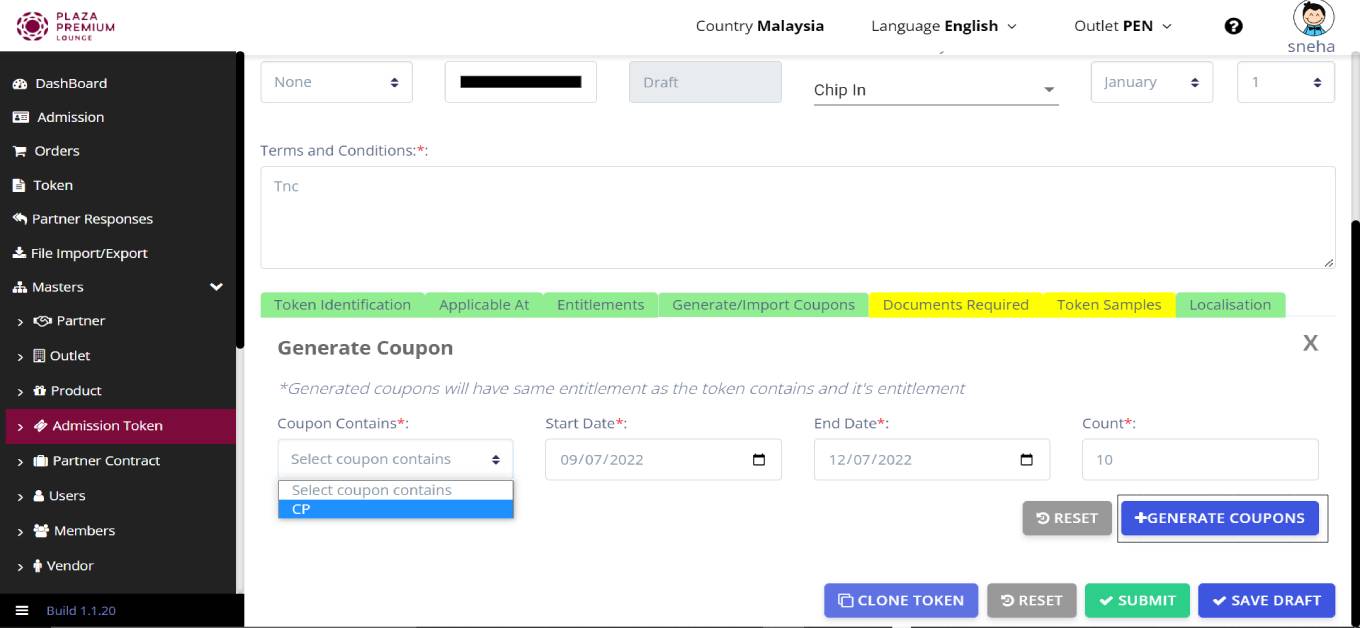 PLAZA
PREMIUM
LOUNGE
Country Malaysia
Language English
Outlet PEN
sneha
DashBoard
Admission
Orders
Token
Partner Responses
File Import/Export
Masters
Partner
Outlet
Product
Admission Token
Partner Contract
Users
Members
Vendor
Build 1.1.20
None
Draft
Chip In
January
1
Terms and Conditions:*:
Tnc
Token Identification
Applicable At
Entitlements
Generate/Import Coupons
Documents Required
Token Samples
Localisation
Generate Coupon
X
*Generated coupons will have same entitlement as the token contains and it's entitlement
Coupon Contains*:
Start Date*:
End Date*:
Count*:
Select coupon contains
09/07/2022
12/07/2022
10
Select coupon contains
CP
RESET
+GENERATE COUPONS
CLONE TOKEN
RESET
SUBMIT
SAVE DRAFT